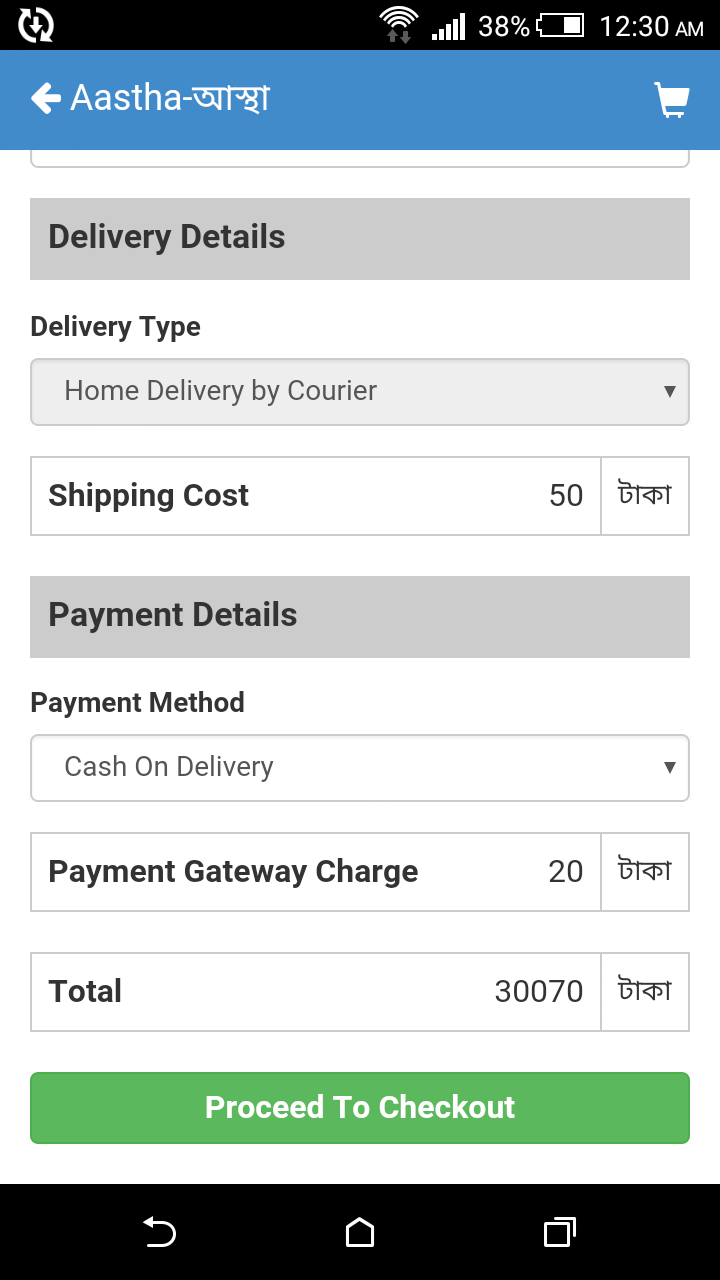 38% 12:30 AM
Aastha-আস্থা
Delivery Details
Delivery Type
Home Delivery by Courier
Shipping Cost 50 টাকা
Payment Details
Payment Method
Cash On Delivery
Payment Gateway Charge 20 টাকা
Total 30070 টাকা
Proceed To Checkout